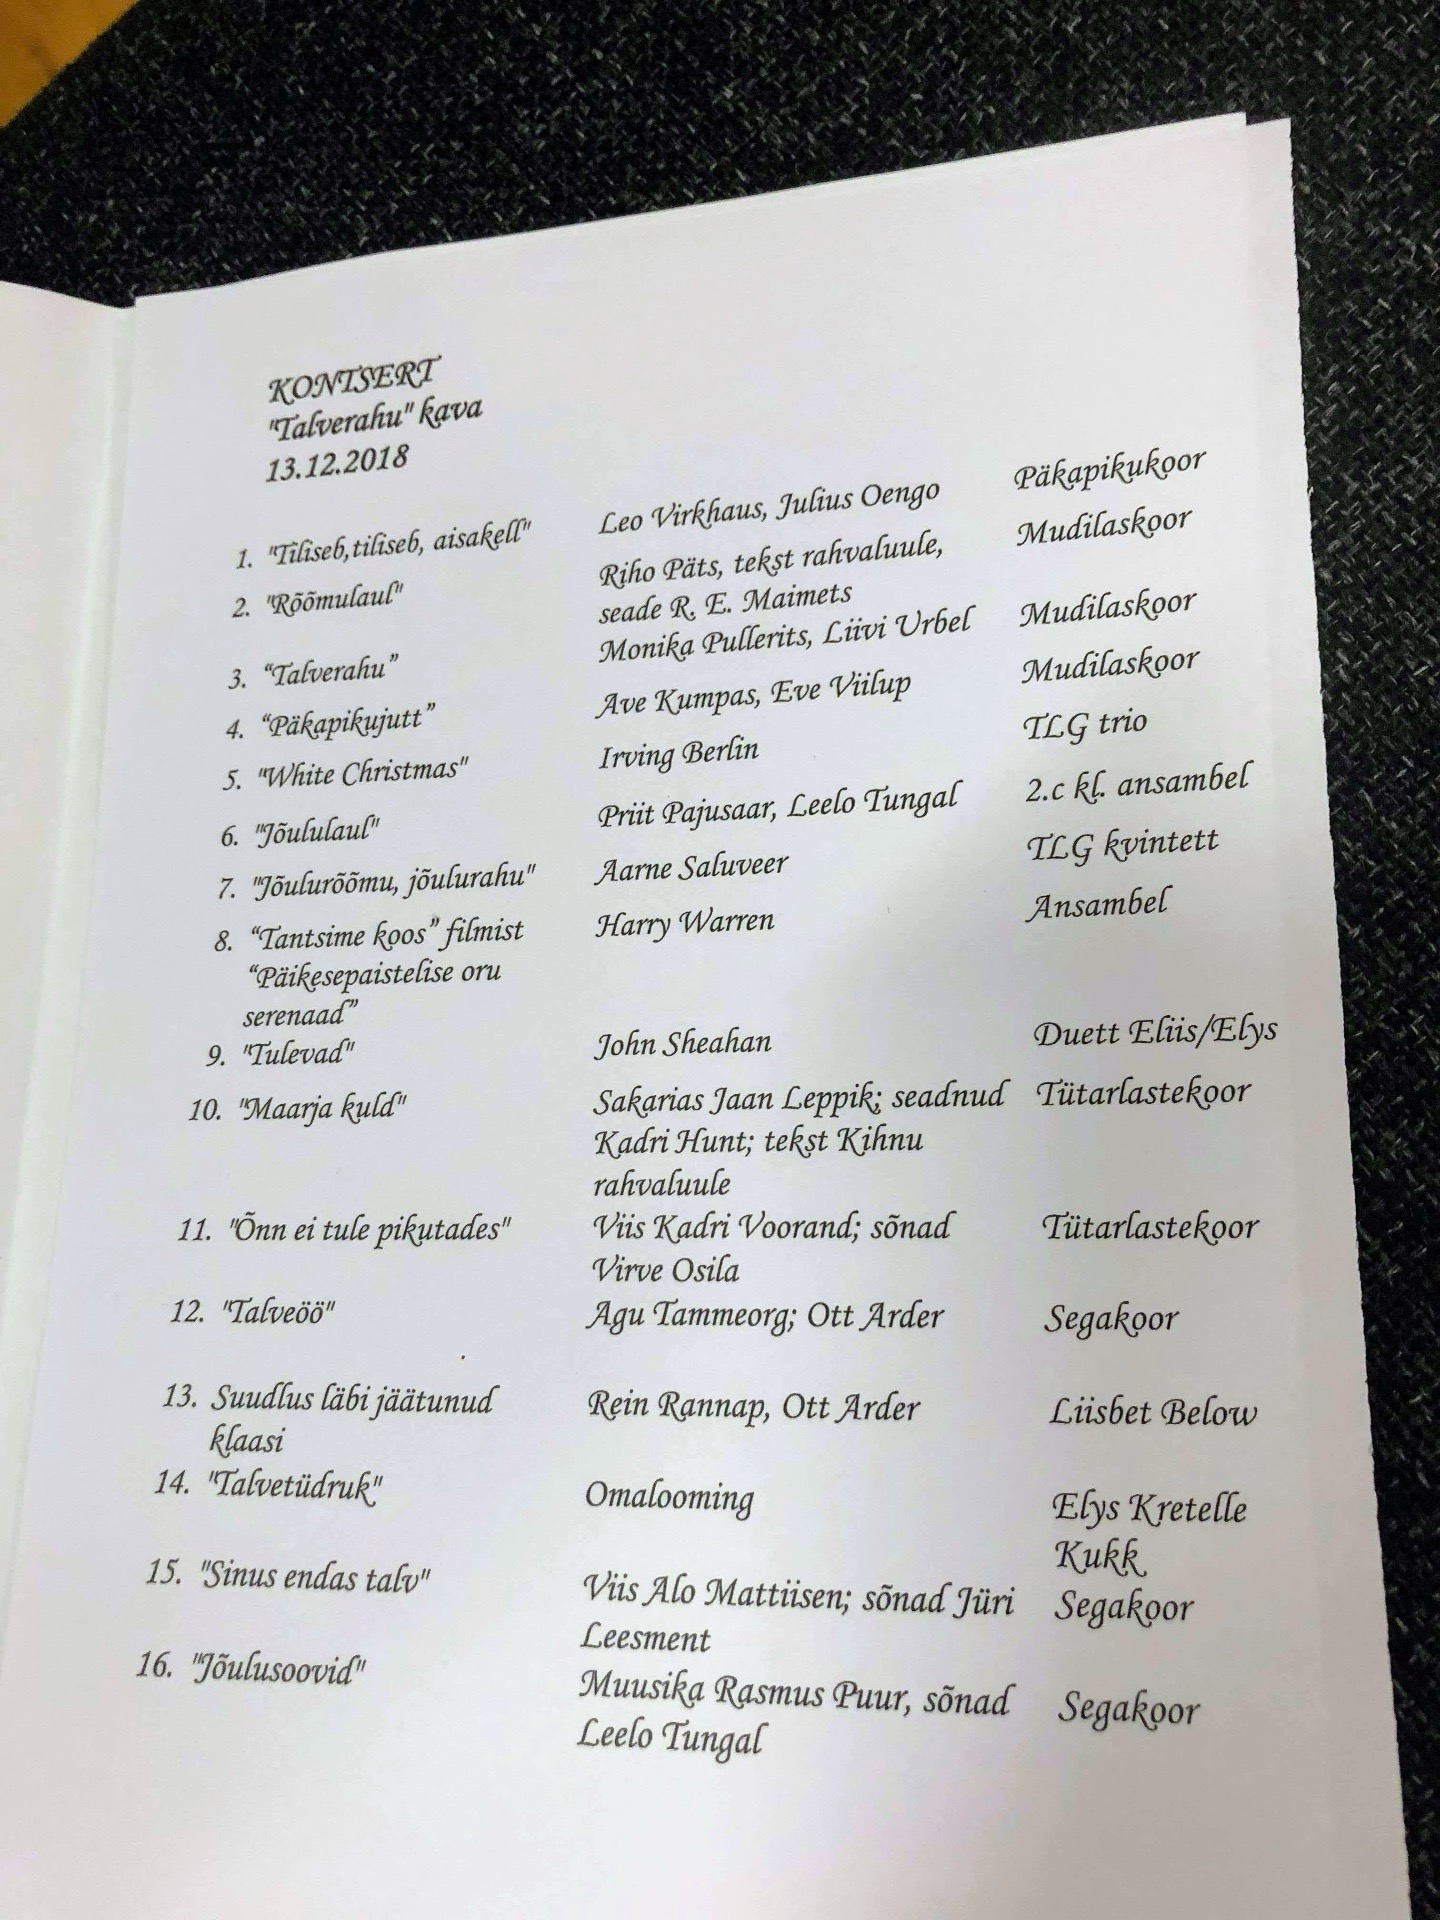 KONTSERT
"Talverahu" kava
13.12.2018
1. "Tiliseb,tiliseb, aisakell" Leo Virkhaus, Julius Oengo Päkapikukoor
2. "Rõõmulaul" Riho Päts, tekst rahvaluule, Mudilaskoor
seade R. E. Maimets
3. “Talverahu” Monika Pullerits, Liivi Urbel Mudilaskoor
4. “Päkapikujutt” Ave Kumpas, Eve Viilup Mudilaskoor
5. "White Christmas" Irving Berlin TLG trio
6. "Jõululaul" Priit Pajusaar, Leelo Tungal 2.c kl. ansambel
7. "Jõulurõõmu, jõulurahu" Aarne Saluveer TLG kvintett
8. “Tantsime koos” filmist Harry Warren Ansambel
“Päikesepaistelise oru
serenaad”
9. "Tulevad" John Sheahan Duett Eliis/Elys
10. "Maarja kuld" Sakarias Jaan Leppik; seadnud Tütarlastekoor
Kadri Hunt; tekst Kihnu
rahvaluule
11. "Õnn ei tule pikutades" Viis Kadri Voorand; sõnad Tütarlastekoor
Virve Osila
12. "Talveöö" Agu Tammeorg; Ott Arder Segakoor
13. Suudlus läbi jäätunud Rein Rannap, Ott Arder Liisbet Below
klaasi
14. "Talvetüdruk" Omalooming Elys Kretelle
Kukk
15. "Sinus endas talv" Viis Alo Mattiisen; sõnad Jüri Segakoor
Leesment
16. "Jõulusoovid" Muusika Rasmus Puur, sõnad Segakoor
Leelo Tungal